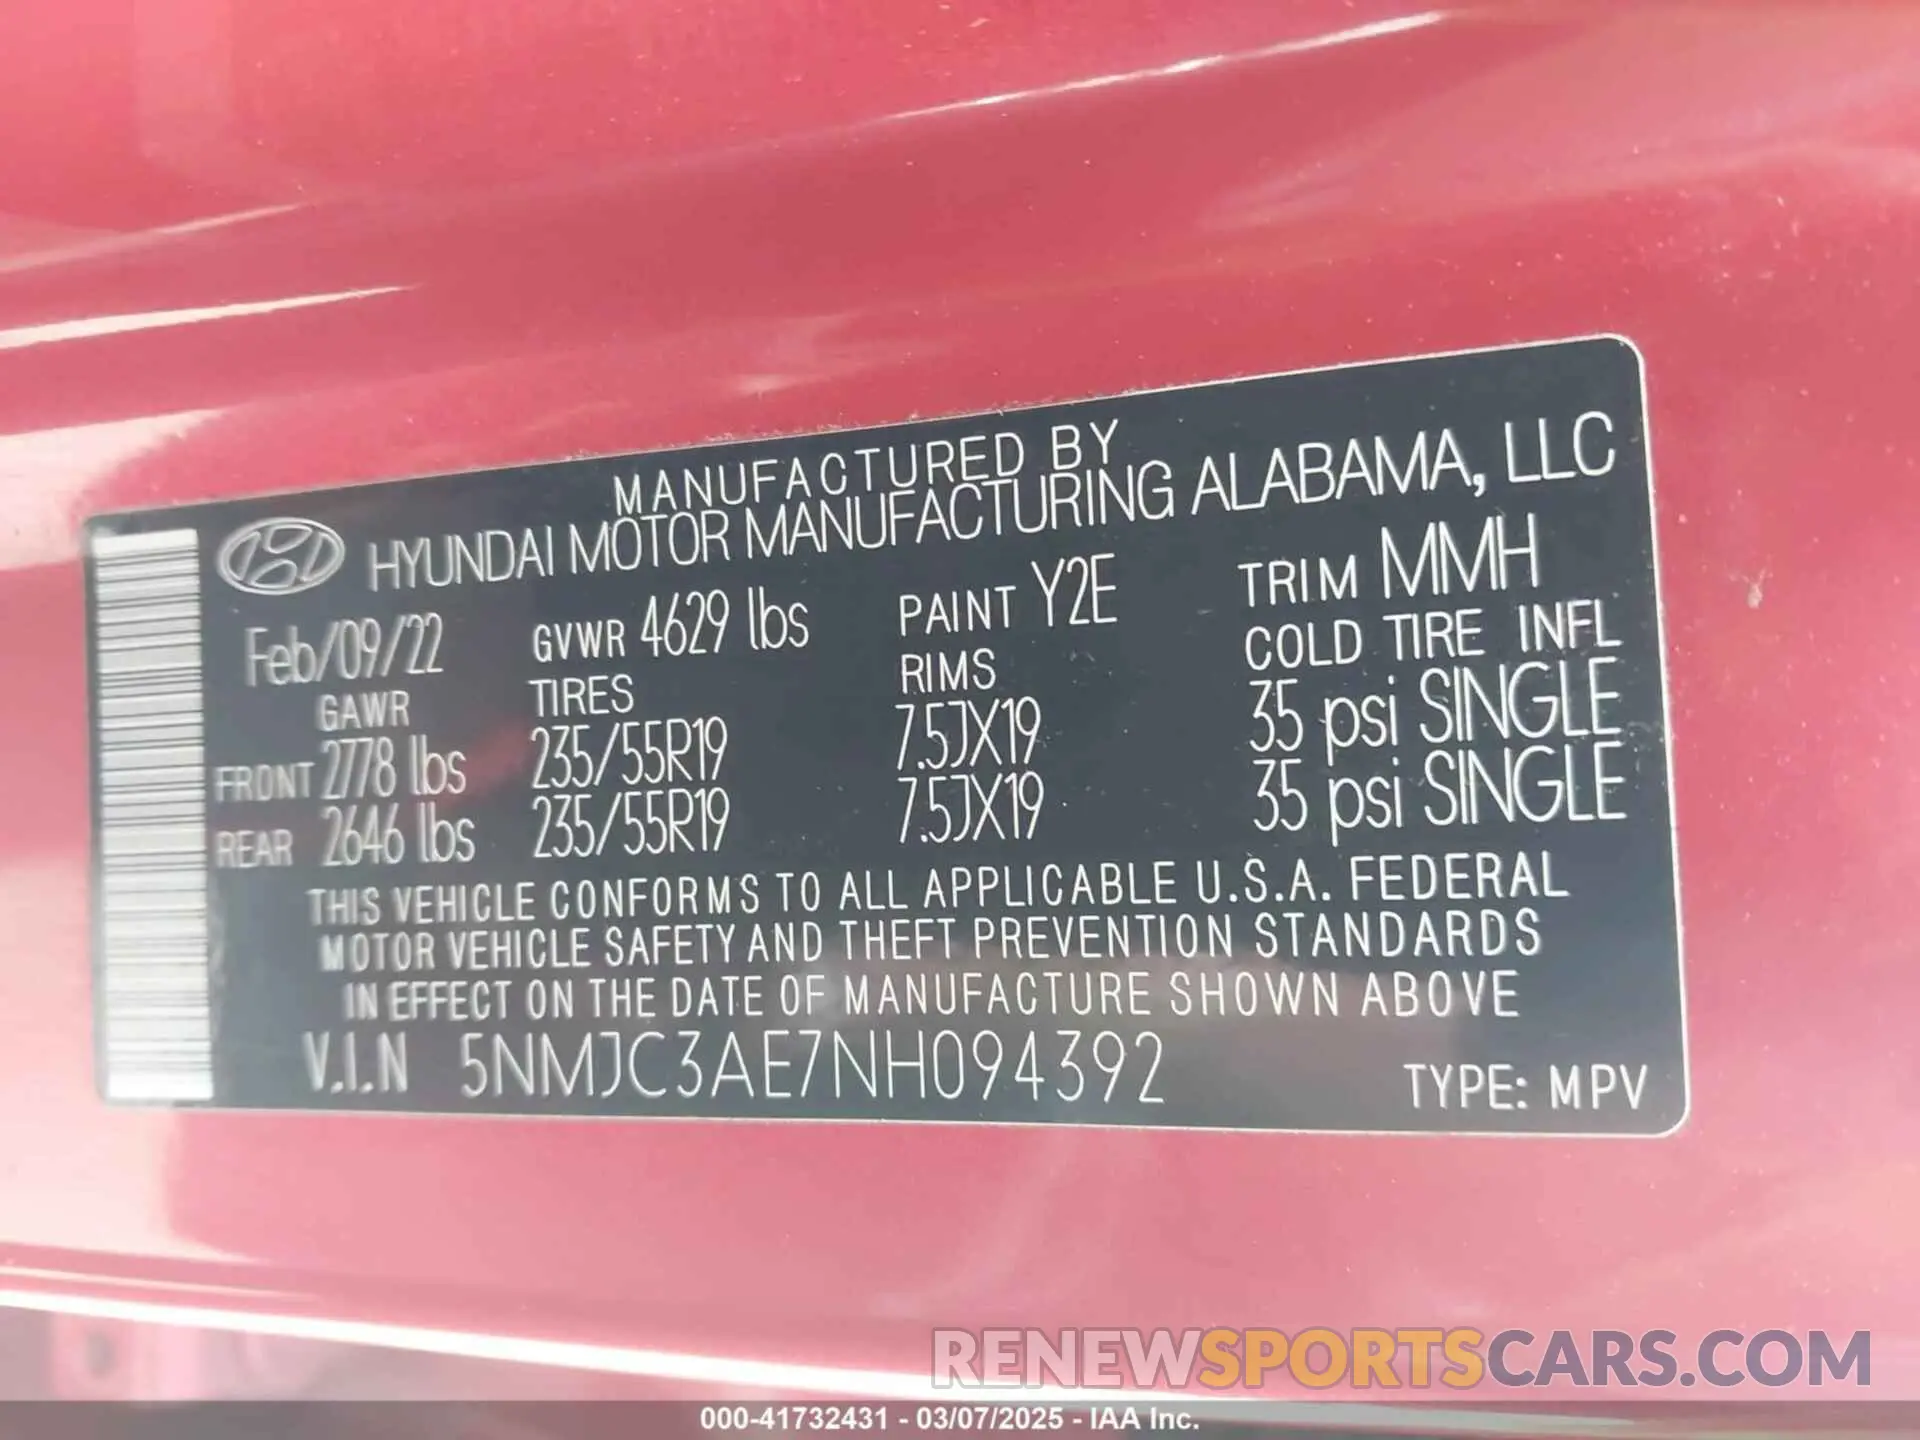 MANUFACTURED BY
HYUNDAI MOTOR MANUFACTURING ALABAMA, LLC
Feb/09/22 GVWR 4629 lbs PAINT Y2E TRIM MMH
GAWR TIRES RIMS COLD TIRE INFL
FRONT 2778 lbs 235/55R19 7.5JX19 35 psi SINGLE
REAR 2646 lbs 235/55R19 7.5JX19 35 psi SINGLE
THIS VEHICLE CONFORMS TO ALL APPLICABLE U.S.A. FEDERAL
MOTOR VEHICLE SAFETY AND THEFT PREVENTION STANDARDS
IN EFFECT ON THE DATE OF MANUFACTURE SHOWN ABOVE
V.I.N 5NMJC3AE7NH094392 TYPE: MPV
RENEWSPORTSCARS.COM
000-41732431 - 03/07/2025 - IAA Inc.